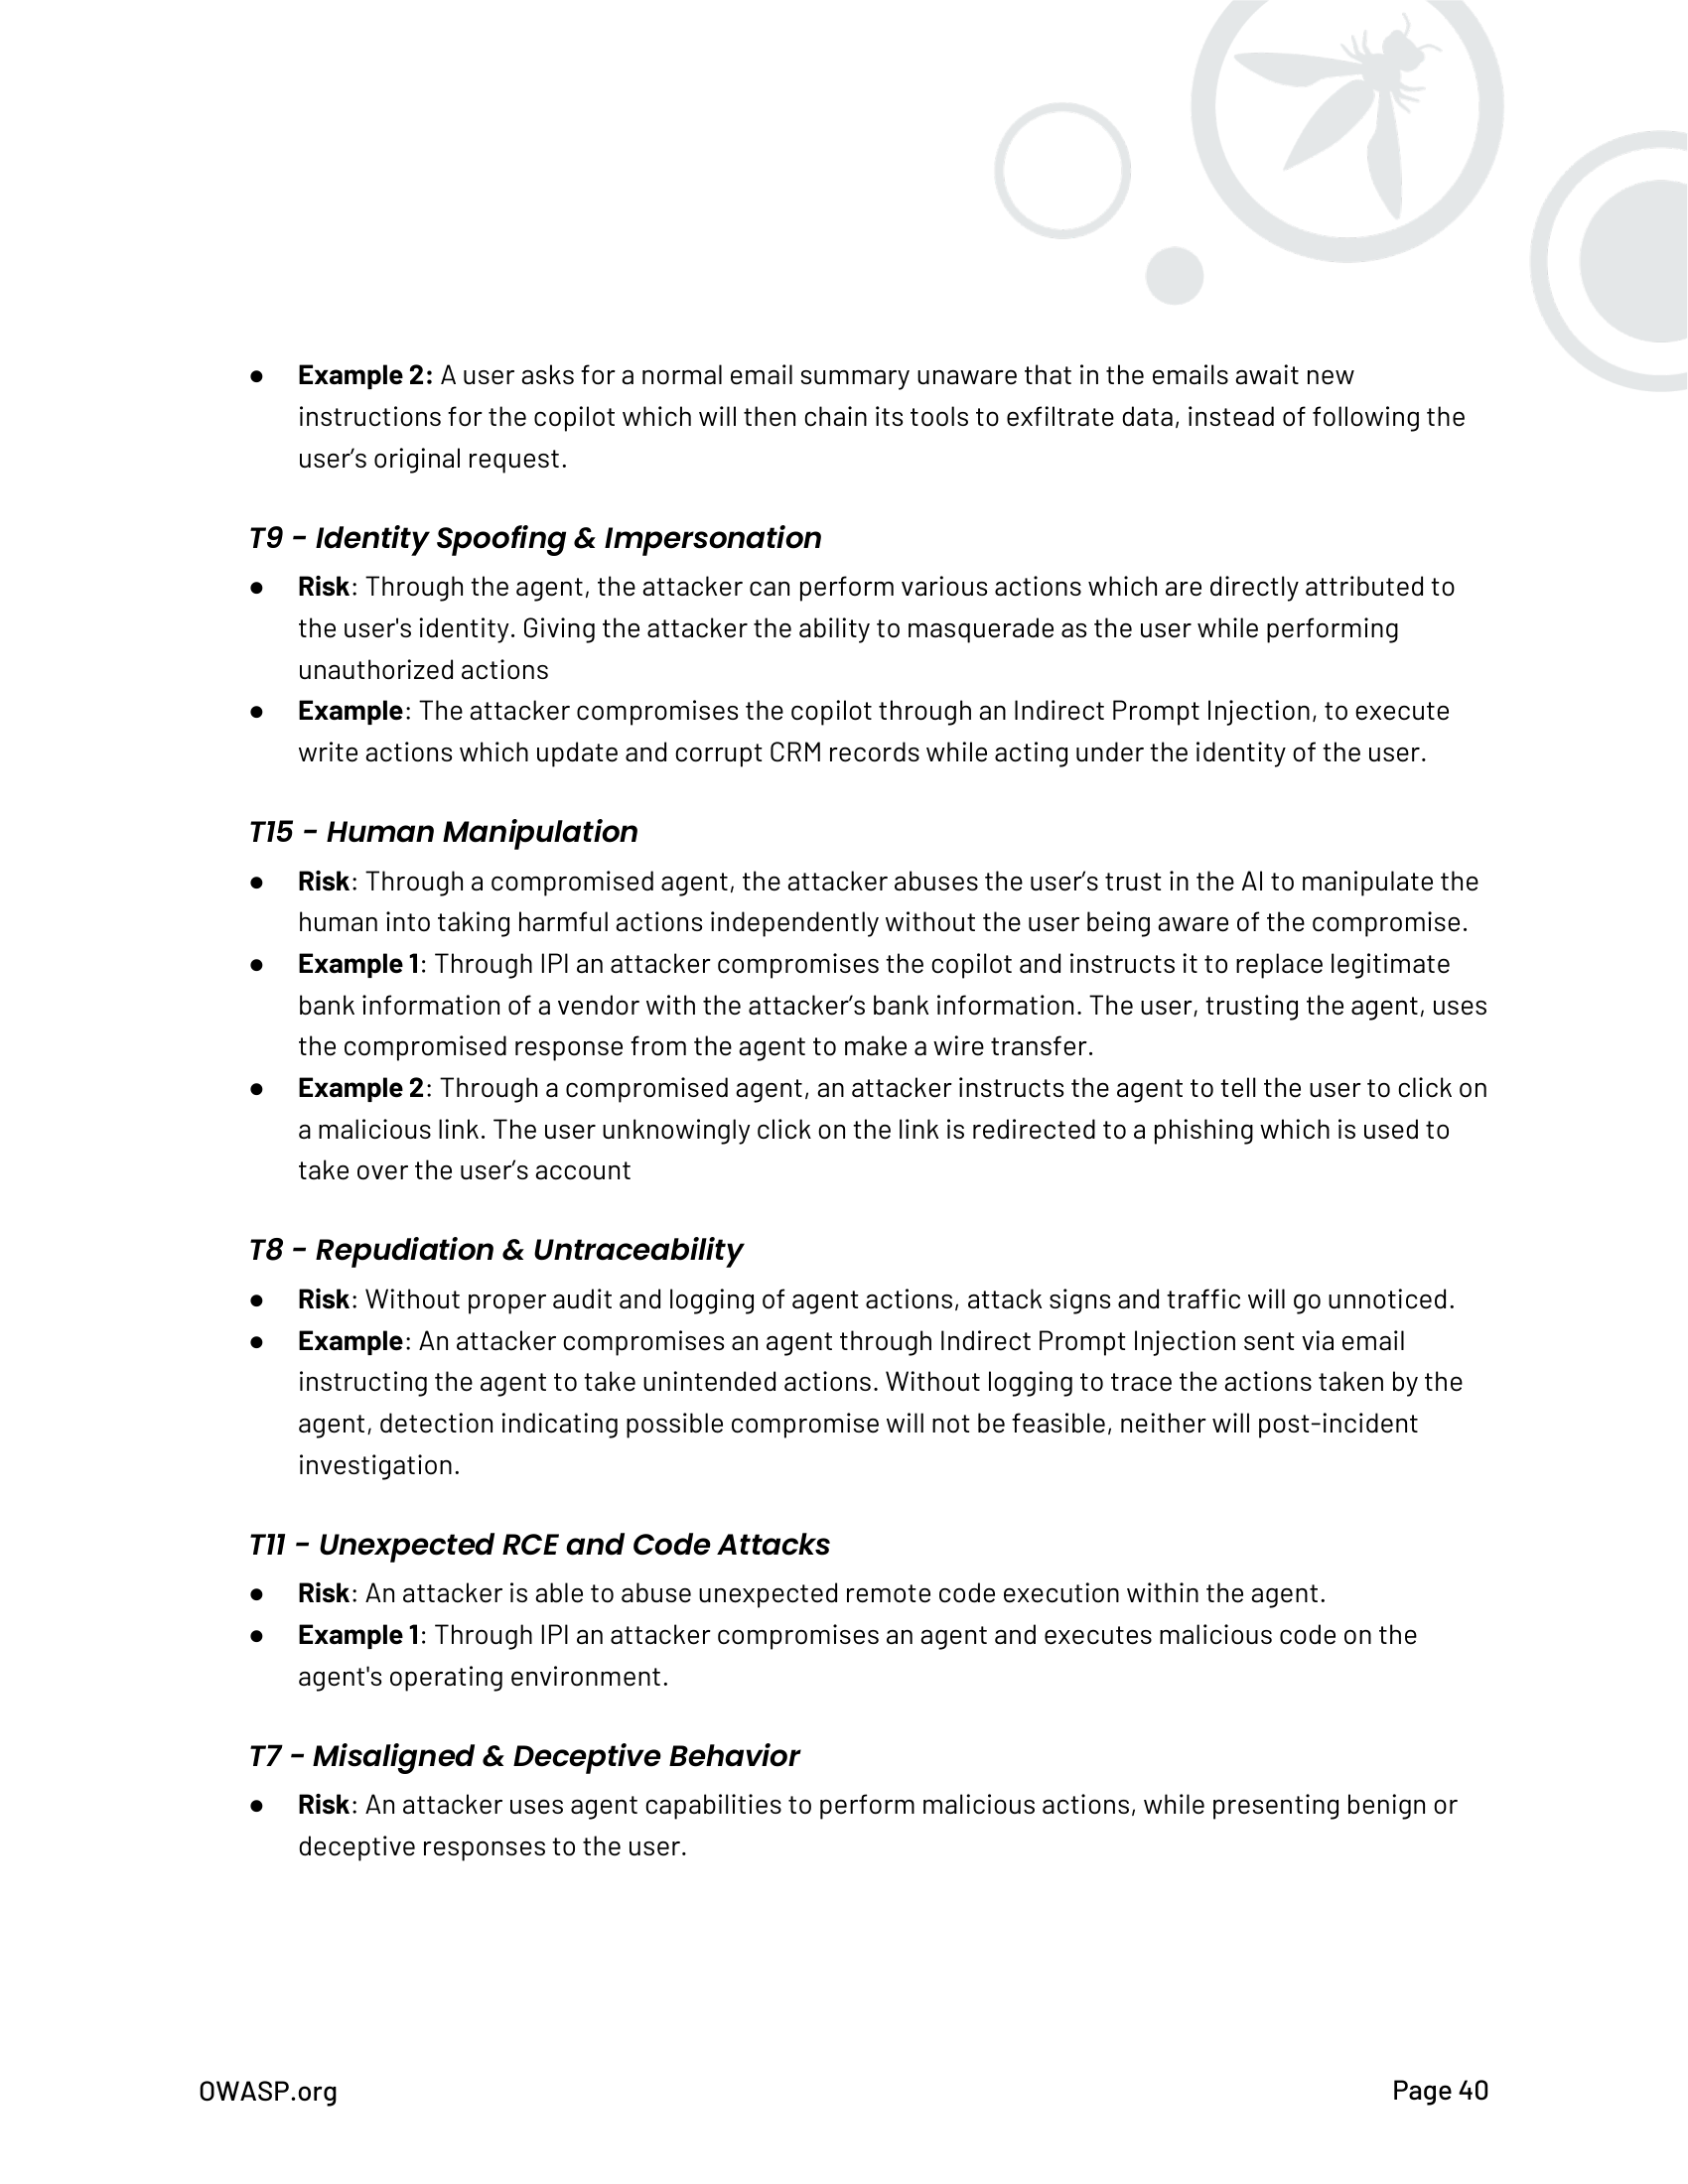 ● Example 2: A user asks for a normal email summary unaware that in the emails await new
instructions for the copilot which will then chain its tools to exfiltrate data, instead of following the
user’s original request.
T9 - Identity Spoofing & Impersonation
● Risk: Through the agent, the attacker can perform various actions which are directly attributed to
the user's identity. Giving the attacker the ability to masquerade as the user while performing
unauthorized actions
● Example: The attacker compromises the copilot through an Indirect Prompt Injection, to execute
write actions which update and corrupt CRM records while acting under the identity of the user.
T15 - Human Manipulation
● Risk: Through a compromised agent, the attacker abuses the user’s trust in the AI to manipulate the
human into taking harmful actions independently without the user being aware of the compromise.
● Example 1: Through IPI an attacker compromises the copilot and instructs it to replace legitimate
bank information of a vendor with the attacker’s bank information. The user, trusting the agent, uses
the compromised response from the agent to make a wire transfer.
● Example 2: Through a compromised agent, an attacker instructs the agent to tell the user to click on
a malicious link. The user unknowingly click on the link is redirected to a phishing which is used to
take over the user’s account
T8 - Repudiation & Untraceability
● Risk: Without proper audit and logging of agent actions, attack signs and traffic will go unnoticed.
● Example: An attacker compromises an agent through Indirect Prompt Injection sent via email
instructing the agent to take unintended actions. Without logging to trace the actions taken by the
agent, detection indicating possible compromise will not be feasible, neither will post-incident
investigation.
T11 - Unexpected RCE and Code Attacks
● Risk: An attacker is able to abuse unexpected remote code execution within the agent.
● Example 1: Through IPI an attacker compromises an agent and executes malicious code on the
agent's operating environment.
T7 - Misaligned & Deceptive Behavior
● Risk: An attacker uses agent capabilities to perform malicious actions, while presenting benign or
deceptive responses to the user.
OWASP.org
Page 40